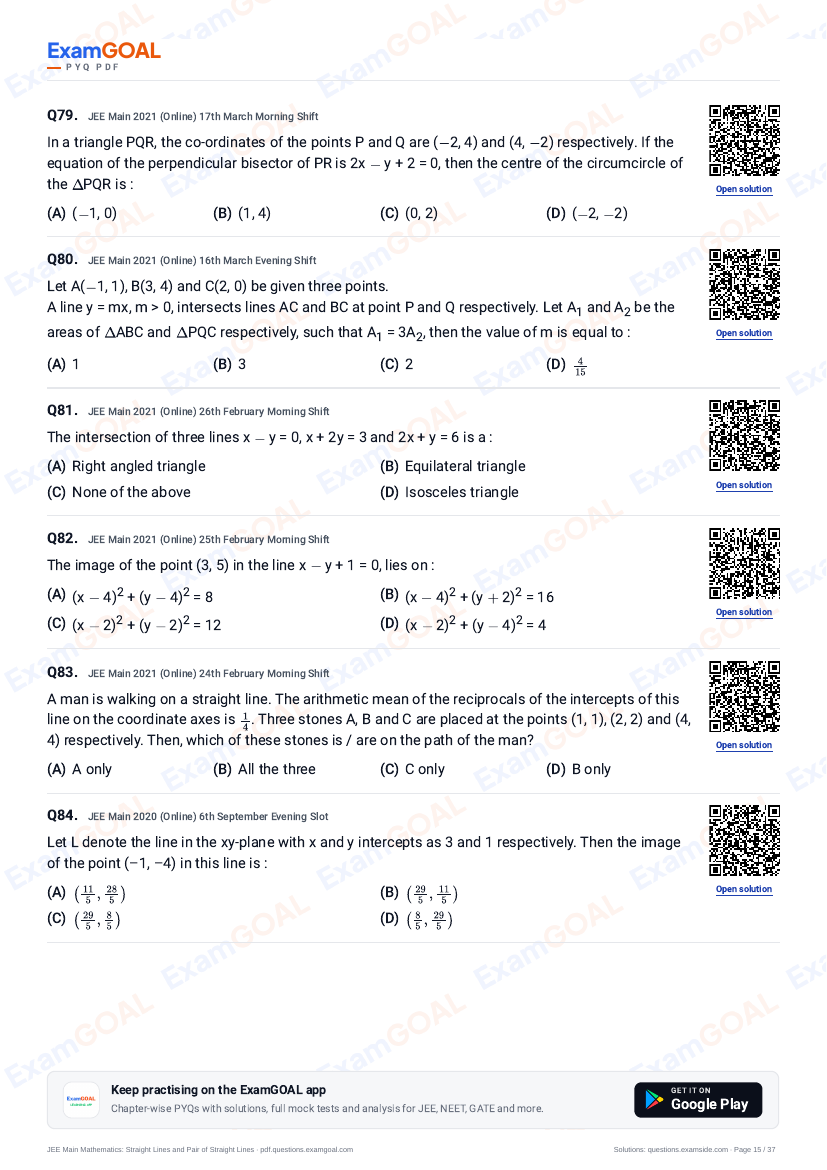 ExamGOAL
PYQ PDF
Q79. JEE Main 2021 (Online) 17th March Morning Shift
In a triangle PQR, the co-ordinates of the points P and Q are (−2, 4) and (4, −2) respectively. If the
equation of the perpendicular bisector of PR is 2x − y + 2 = 0, then the centre of the circumcircle of
the ΔPQR is :
(A) (−1, 0) (B) (1, 4) (C) (0, 2) (D) (−2, −2)
Open solution
Q80. JEE Main 2021 (Online) 16th March Evening Shift
Let A(−1, 1), B(3, 4) and C(2, 0) be given three points.
A line y = mx, m > 0, intersects lines AC and BC at point P and Q respectively. Let A₁ and A₂ be the
areas of ΔABC and ΔPQC respectively, such that A₁ = 3A₂, then the value of m is equal to :
(A) 1 (B) 3 (C) 2 (D) 4/15
Open solution
Q81. JEE Main 2021 (Online) 26th February Morning Shift
The intersection of three lines x − y = 0, x + 2y = 3 and 2x + y = 6 is a :
(A) Right angled triangle (B) Equilateral triangle
(C) None of the above (D) Isosceles triangle
Open solution
Q82. JEE Main 2021 (Online) 25th February Morning Shift
The image of the point (3, 5) in the line x − y + 1 = 0, lies on :
(A) (x − 4)² + (y − 4)² = 8 (B) (x − 4)² + (y + 2)² = 16
(C) (x − 2)² + (y − 2)² = 12 (D) (x − 2)² + (y − 4)² = 4
Open solution
Q83. JEE Main 2021 (Online) 24th February Morning Shift
A man is walking on a straight line. The arithmetic mean of the reciprocals of the intercepts of this
line on the coordinate axes is 1/4. Three stones A, B and C are placed at the points (1, 1), (2, 2) and (4,
4) respectively. Then, which of these stones is / are on the path of the man?
(A) A only (B) All the three (C) C only (D) B only
Open solution
Q84. JEE Main 2020 (Online) 6th September Evening Slot
Let L denote the line in the xy-plane with x and y intercepts as 3 and 1 respectively. Then the image
of the point (−1, −4) in this line is :
(A) (11/5, 28/5) (B) (29/5, 11/5)
(C) (29/5, 8/5) (D) (8/5, 29/5)
Open solution
Keep practising on the ExamGOAL app
Chapter-wise PYQs with solutions, full mock tests and analysis for JEE, NEET, GATE and more.
GET IT ON
Google Play
JEE Main Mathematics: Straight Lines and Pair of Straight Lines · pdf.questions.examgoal.com
Solutions: questions.examside.com · Page 15 / 37